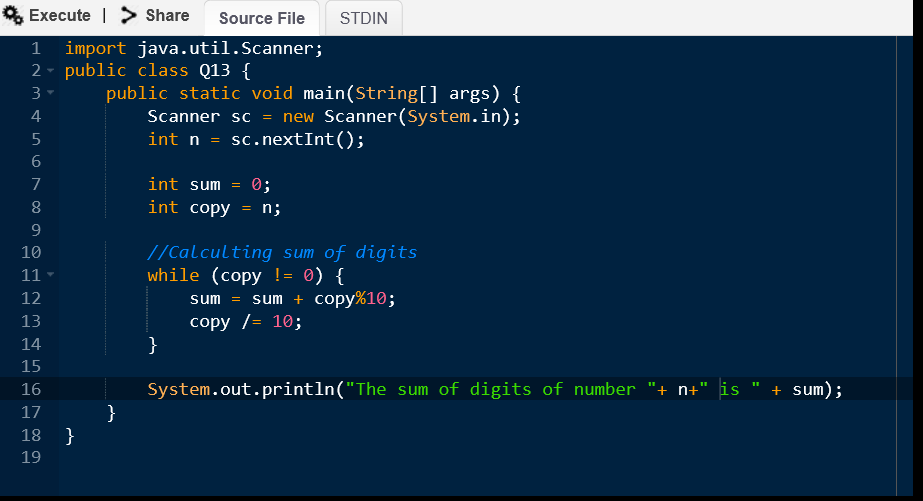 Execute | Share Source File STDIN
1 import java.util.Scanner;
2 public class Q13 {
3 public static void main(String[] args) {
4 Scanner sc = new Scanner(System.in);
5 int n = sc.nextInt();
6
7 int sum = 0;
8 int copy = n;
9
10 //Calculting sum of digits
11 while (copy != 0) {
12 sum = sum + copy%10;
13 copy /= 10;
14 }
15
16 System.out.println("The sum of digits of number "+ n+" is " + sum);
17 }
18 }
19